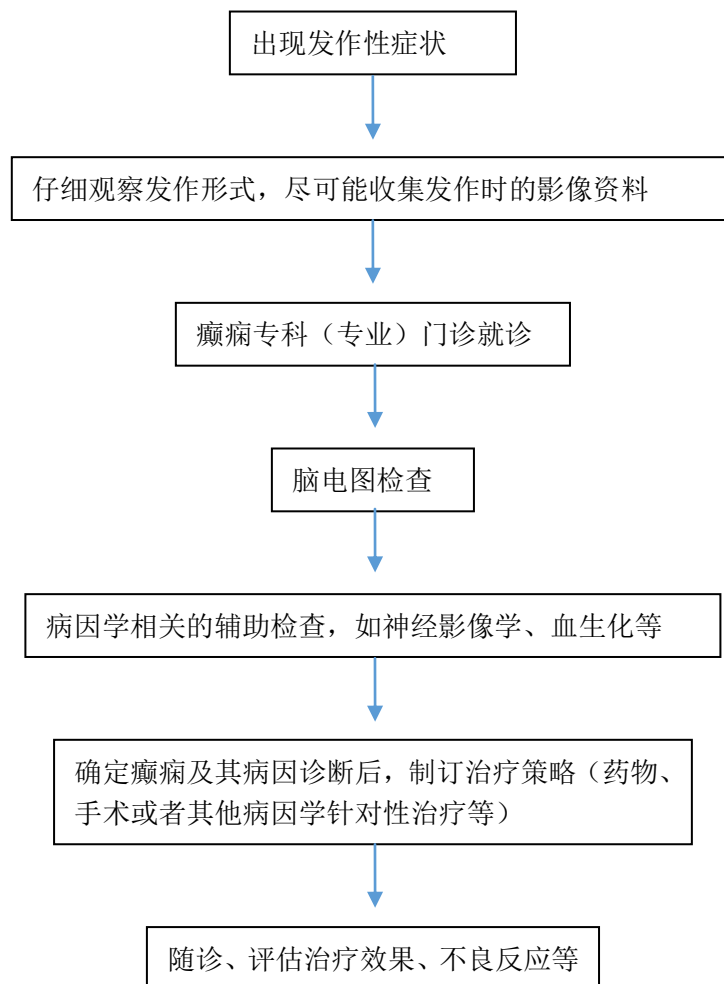 出现发作性症状
仔细观察发作形式，尽可能收集发作时的影像资料
癫痫专科（专业）门诊就诊
脑电图检查
病因学相关的辅助检查，如神经影像学、血生化等
确定癫痫及其病因诊断后，制订治疗策略（药物、
手术或者其他病因学针对性治疗等）
随诊、评估治疗效果、不良反应等